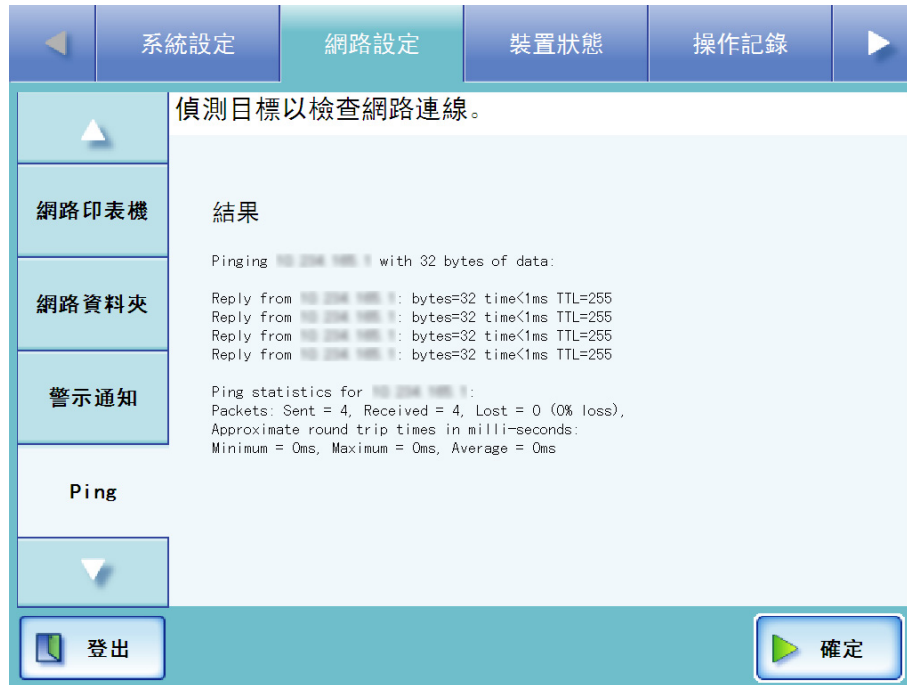 系統設定
網路設定
裝置狀態
操作記錄
偵測目標以檢查網路連線。
網路印表機
網路資料夾
警示通知
Ping
結果
Pinging with 32 bytes of data:
Reply from : bytes=32 time<1ms TTL=255
Reply from : bytes=32 time<1ms TTL=255
Reply from : bytes=32 time<1ms TTL=255
Reply from : bytes=32 time<1ms TTL=255
Ping statistics for :
Packets: Sent = 4, Received = 4, Lost = 0 (0% loss),
Approximate round trip times in milli-seconds:
Minimum = 0ms, Maximum = 0ms, Average = 0ms
登出
確定